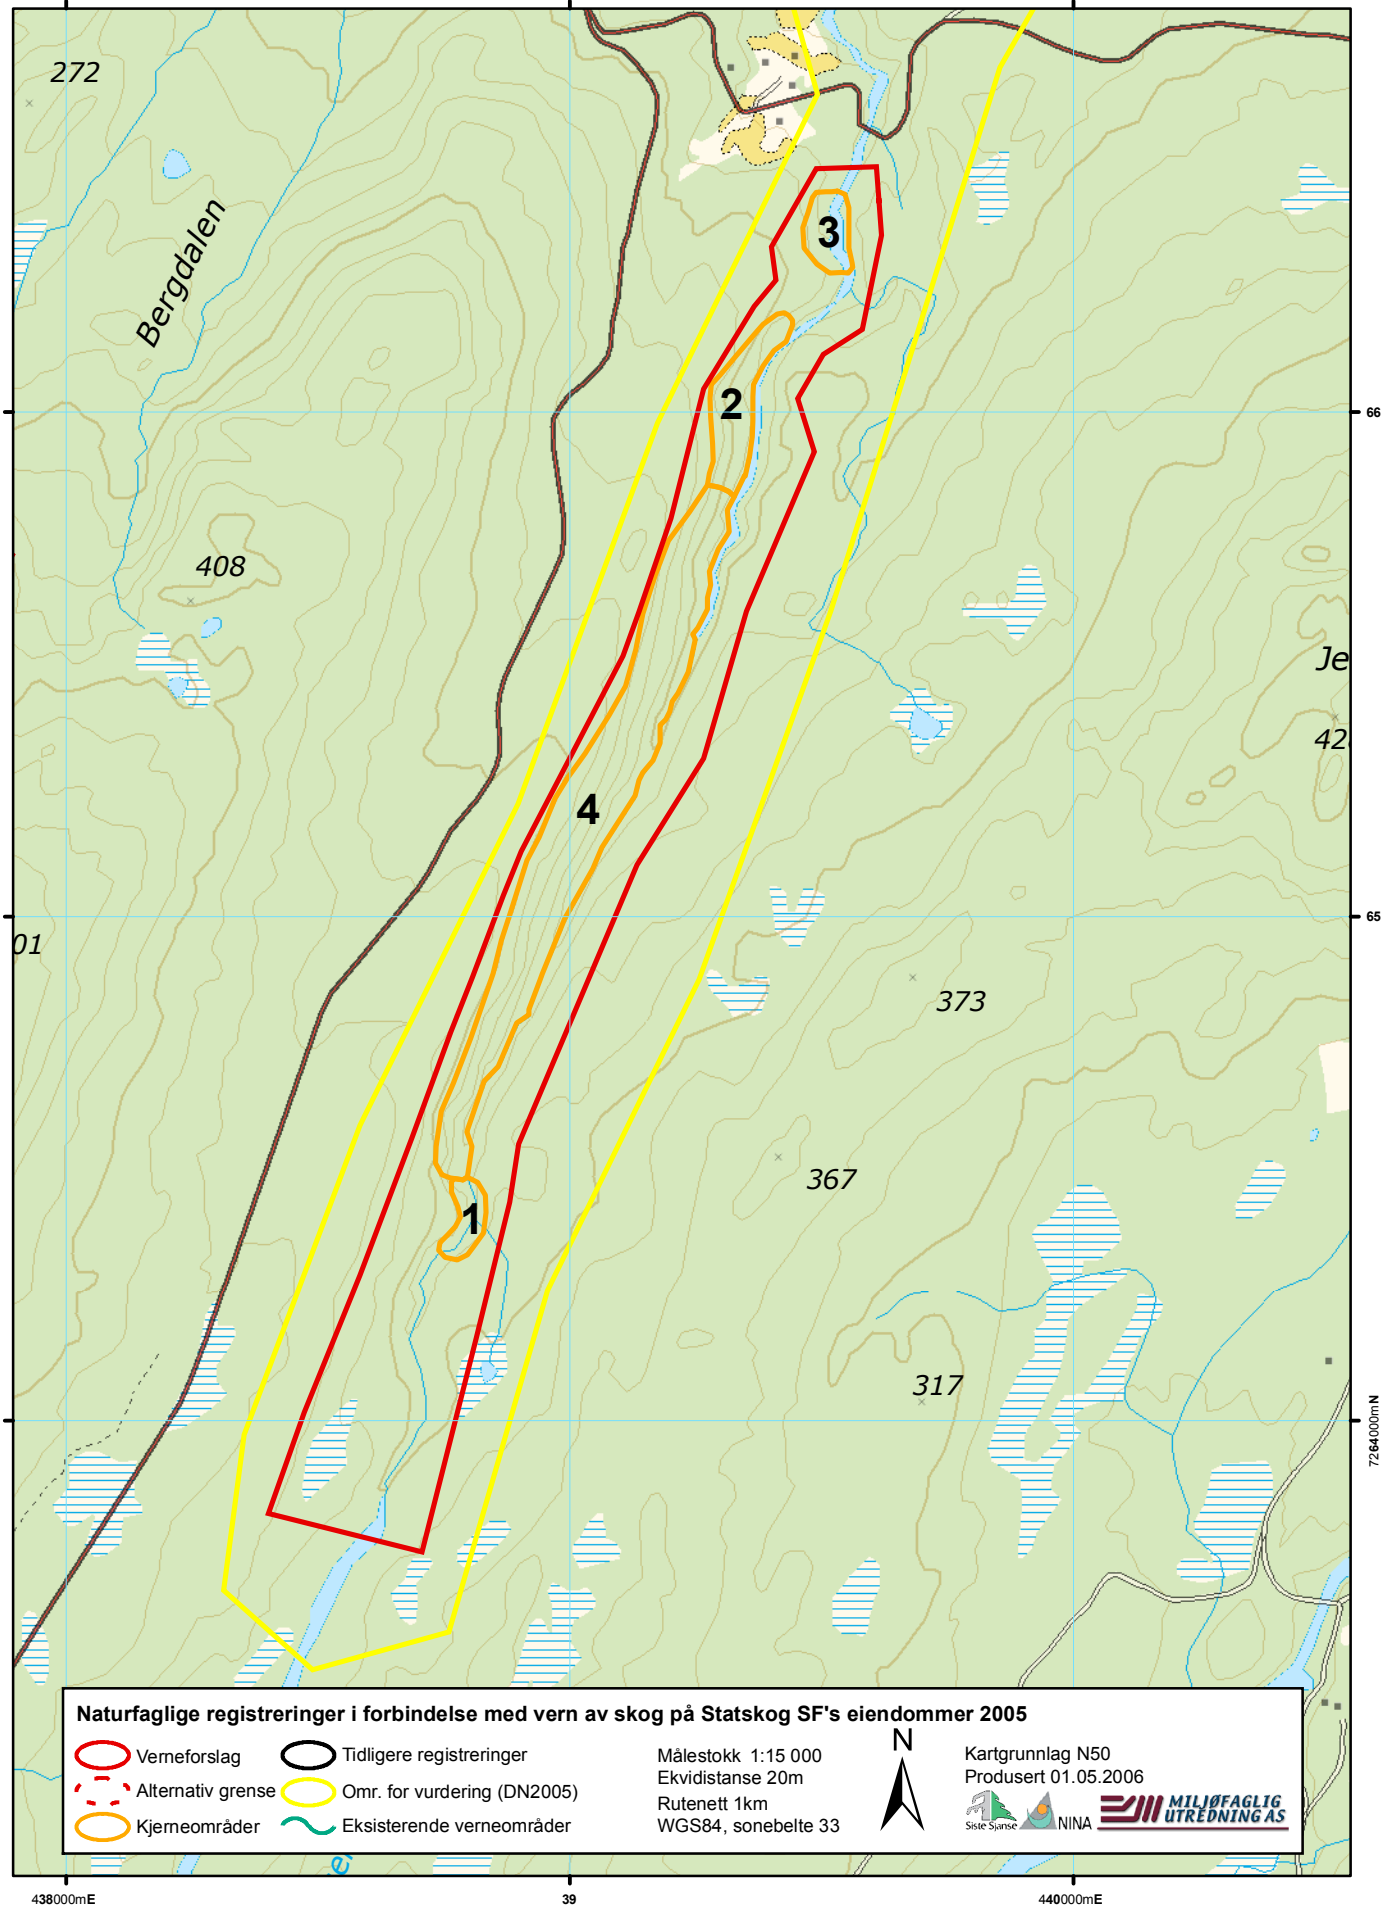 272
Bergdalen
3
2
66
408
Je
42
4
01
65
373
367
1
317
7264000mN
Naturfaglige registreringer i forbindelse med vern av skog på Statskog SF's eiendommer 2005
Verneforslag
Tidligere registreringer
Alternativ grense
Omr. for vurdering (DN2005)
Kjerneområder
Eksisterende verneområder
Målestokk 1:15 000
Ekvidistanse 20m
Rutenett 1km
WGS84, sonebelte 33
N
Kartgrunnlag N50
Produsert 01.05.2006
Siste Sjanse
NINA
MILJØFAGLIG
UTREDNING AS
438000mE
39
440000mE